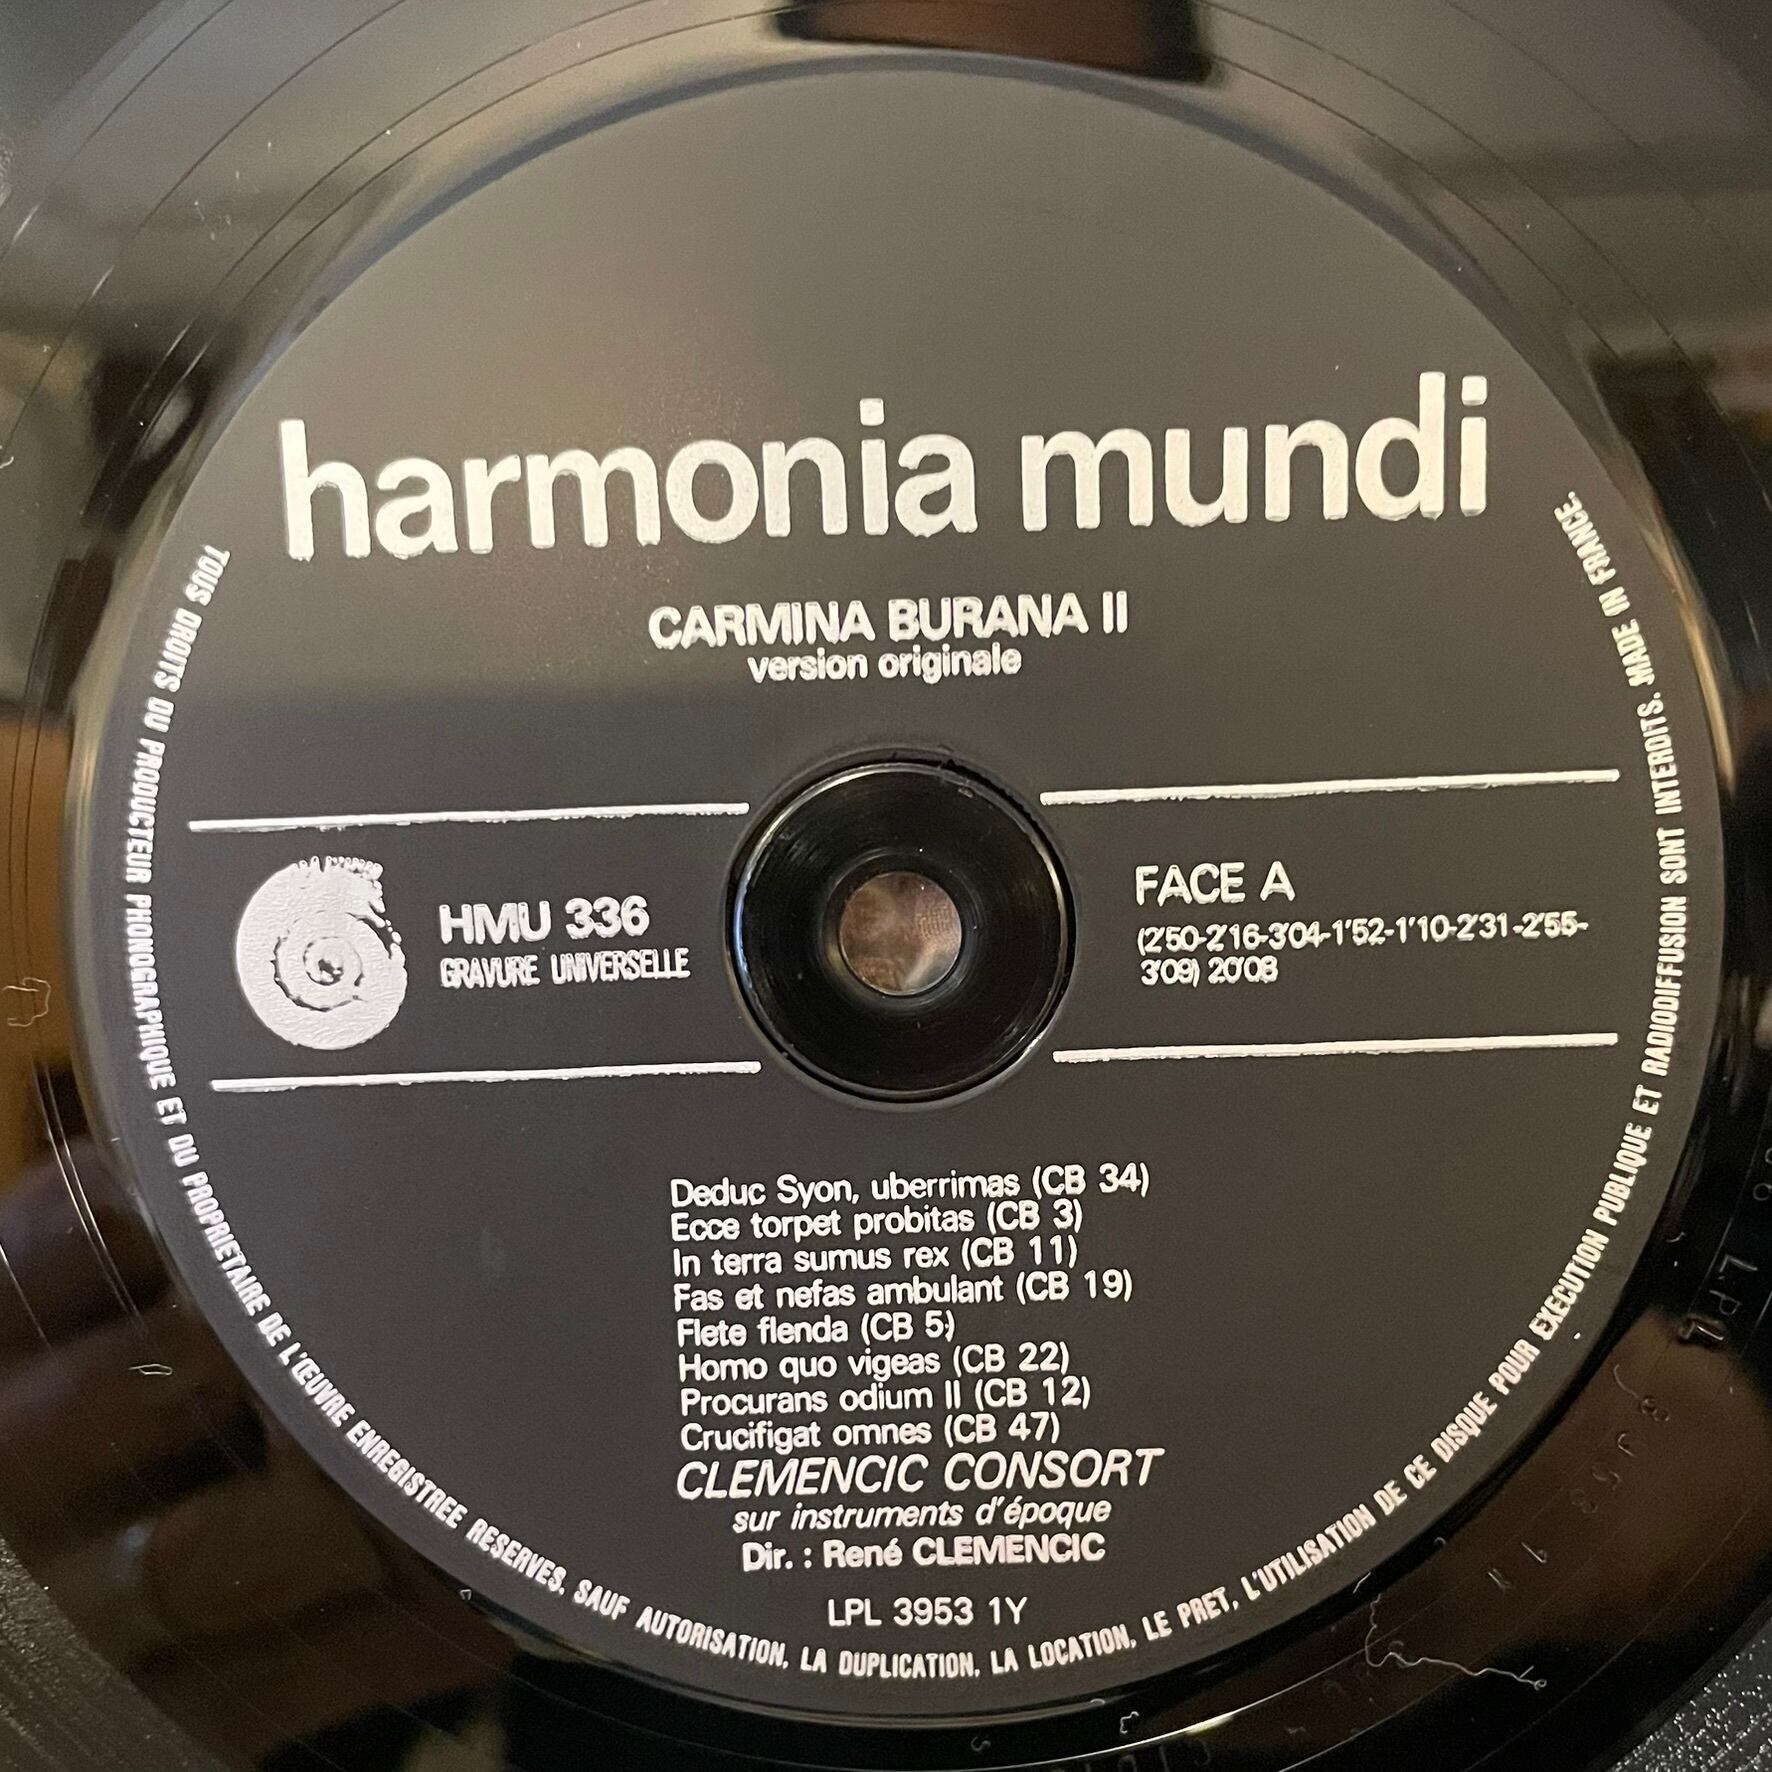 harmonia mundi
CARMINA BURANA II
version originale
HMU 336
GRAVURE UNIVERSELLE
FACE A
(2'50-2'16-3'04-1'52-1'10-2'31-2'55-
3'09) 20'08
Deduc Syon, uberrimas (CB 34)
Ecce torpet probitas (CB 3)
In terra sumus rex (CB 11)
Fas et nefas ambulant (CB 19)
Flete flenda (CB 5)
Homo quo vigeas (CB 22)
Procurans odium II (CB 12)
Crucifigat omnes (CB 47)
CLEMENCIC CONSORT
sur instruments d'époque
Dir. : René CLEMENCIC
LPL 3953 1Y
TOUS DROITS DU PRODUCTEUR PHONOGRAPHIQUE ET DU PROPRIETAIRE DE L'ŒUVRE ENREGISTREE RESERVES. SAUF AUTORISATION, LA DUPLICATION, LA LOCATION, LE PRET, L'UTILISATION DE CE DISQUE POUR EXECUTION PUBLIQUE ET RADIODIFFUSION SONT INTERDITS. MADE IN FRANCE.